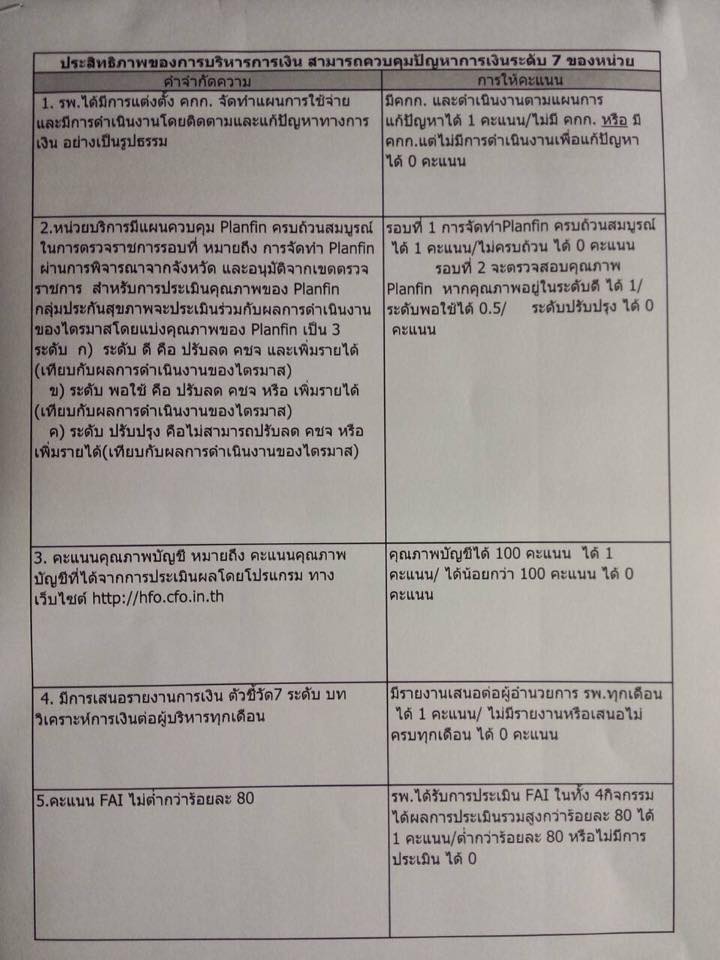 ประสิทธิภาพของการบริหารการเงิน สามารถควบคุมปัญหาการเงินระดับ 7 ของหน่วย
คำจำกัดความ
การให้คะแนน
1. รพ.ได้มีการแต่งตั้ง คกก. จัดทำแผนการใช้จ่าย
และมีการดำเนินงานโดยติดตามและแก้ปัญหาทางการ
เงิน อย่างเป็นรูปธรรม
มีคกก. และดำเนินงานตามแผนการ
แก้ปัญหาได้ 1 คะแนน/ไม่มี คกก. หรือ มี
คกก.แต่ไม่มีการดำเนินงานเพื่อแก้ปัญหา
ได้ 0 คะแนน
2.หน่วยบริการมีแผนควบคุม Planfin ครบถ้วนสมบูรณ์
ในการตรวจราชการรอบที่ หมายถึง การจัดทำ Planfin
ผ่านการพิจารณาจากจังหวัด และอนุมัติจากเขตตรวจ
ราชการ สำหรับการประเมินคุณภาพของ Planfin
กลุ่มประกันสุขภาพจะประเมินร่วมกับผลการดำเนินงาน
ของไตรมาสโดยแบ่งคุณภาพของ Planfin เป็น 3
ระดับ ก) ระดับ ดี คือ ปรับลด คชจ และเพิ่มรายได้
(เทียบกับผลการดำเนินงานของไตรมาส)
ข) ระดับ พอใช้ คือ ปรับลด คชจ หรือ เพิ่มรายได้
(เทียบกับผลการดำเนินงานของไตรมาส)
ค) ระดับ ปรับปรุง คือไม่สามารถปรับลด คชจ หรือ
เพิ่มรายได้(เทียบกับผลการดำเนินงานของไตรมาส)
รอบที่ 1 การจัดทำPlanfin ครบถ้วนสมบูรณ์
ได้ 1 คะแนน/ไม่ครบถ้วน ได้ 0 คะแนน
รอบที่ 2 จะตรวจสอบคุณภาพ
Planfin หากคุณภาพอยู่ในระดับดี ได้ 1/
ระดับพอใช้ได้ 0.5/ ระดับปรับปรุง ได้ 0
คะแนน
3. คะแนนคุณภาพบัญชี หมายถึง คะแนนคุณภาพ
บัญชีที่ได้จากการประเมินผลโดยโปรแกรม ทาง
เว็บไซต์ http://hfo.cfo.in.th
คุณภาพบัญชีได้ 100 คะแนน ได้ 1
คะแนน/ ได้น้อยกว่า 100 คะแนน ได้ 0
คะแนน
4. มีการเสนอรายงานการเงิน ตัวชี้วัด7 ระดับ บท
วิเคราะห์การเงินต่อผู้บริหารทุกเดือน
มีรายงานเสนอต่อผู้อำนวยการ รพ.ทุกเดือน
ได้ 1 คะแนน/ ไม่มีรายงานหรือเสนอไม่
ครบทุกเดือน ได้ 0 คะแนน
5.คะแนน FAI ไม่ต่ำกว่าร้อยละ 80
รพ.ได้รับการประเมิน FAI ในทั้ง 4กิจกรรม
ได้ผลการประเมินรวมสูงกว่าร้อยละ 80 ได้
1 คะแนน/ต่ำกว่าร้อยละ 80 หรือไม่มีการ
ประเมิน ได้ 0